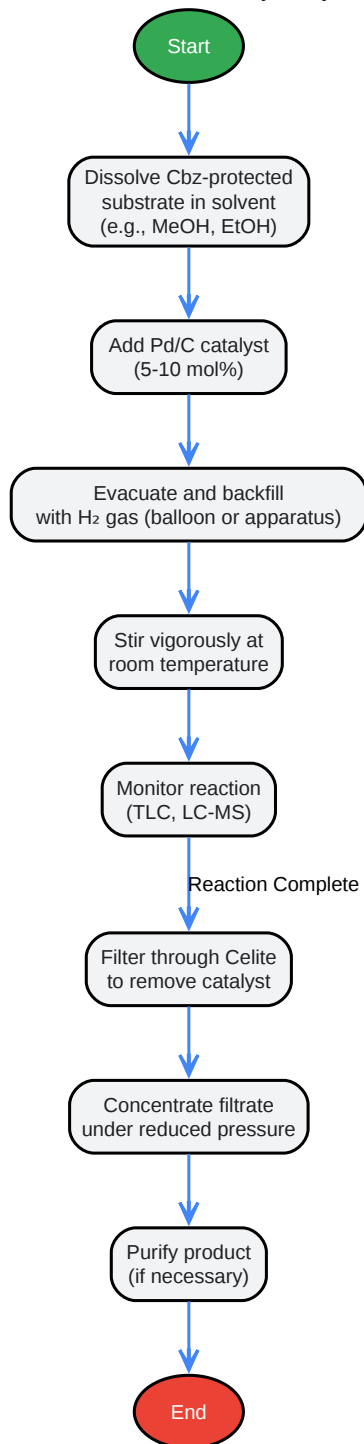 Start
Dissolve Cbz-protected
substrate in solvent
(e.g., MeOH, EtOH)
Add Pd/C catalyst
(5-10 mol%)
Evacuate and backfill
with H₂ gas (balloon or apparatus)
Stir vigorously at
room temperature
Monitor reaction
(TLC, LC-MS)
Reaction Complete
Filter through Celite
to remove catalyst
Concentrate filtrate
under reduced pressure
Purify product
(if necessary)
End